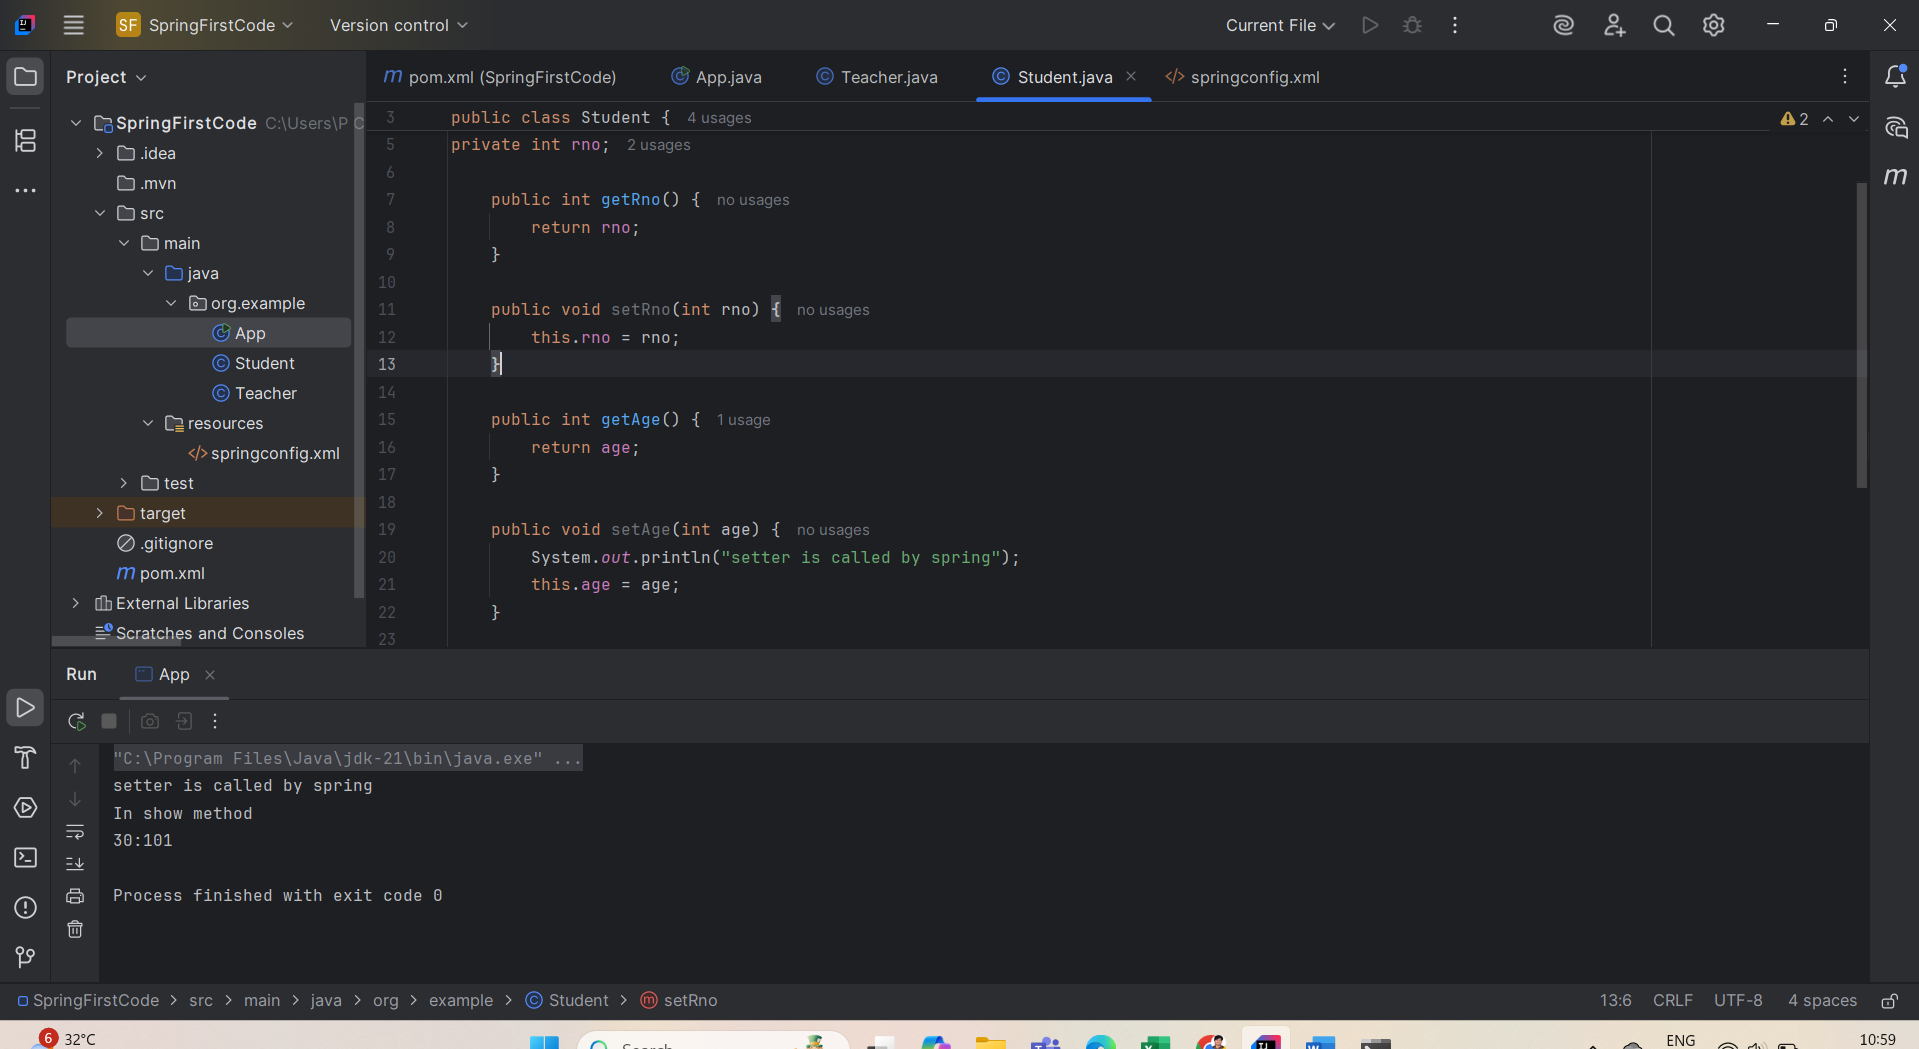 SF SpringFirstCode Version control Current File
Project
pom.xml (SpringFirstCode) App.java Teacher.java Student.java springconfig.xml
SpringFirstCode C:\Users\P C
.idea
.mvn
src
main
java
org.example
App
Student
Teacher
resources
springconfig.xml
test
target
.gitignore
m pom.xml
External Libraries
Scratches and Consoles
3 public class Student { 4 usages
2
5 private int rno; 2 usages
6
7 public int getRno() { no usages
8 return rno;
9 }
10
11 public void setRno(int rno) { no usages
12 this.rno = rno;
13 }
14
15 public int getAge() { 1 usage
16 return age;
17 }
18
19 public void setAge(int age) { no usages
20 System.out.println("setter is called by spring");
21 this.age = age;
22 }
23
Run App
"C:\Program Files\Java\jdk-21\bin\java.exe" ...
setter is called by spring
In show method
30:101
Process finished with exit code 0
SpringFirstCode > src > main > java > org > example > Student > setRno 13:6 CRLF UTF-8 4 spaces
6 32°C Search ENG 10:59